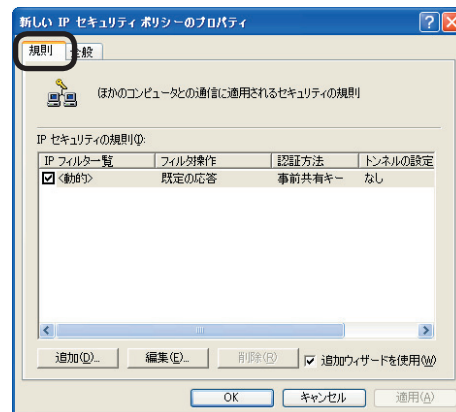 新しい IP セキュリティ ポリシーのプロパティ
規則
全般
ほかのコンピュータとの通信に適用されるセキュリティの規則
IP セキュリティの規則(I):
IP フィルター覧 フィルタ操作 認証方法 トンネルの設定
<動的> 既定の応答 事前共有キー なし
追加(D)... 編集(E)... 削除(R) 追加ウィザードを使用(W)
OK キャンセル 適用(A)